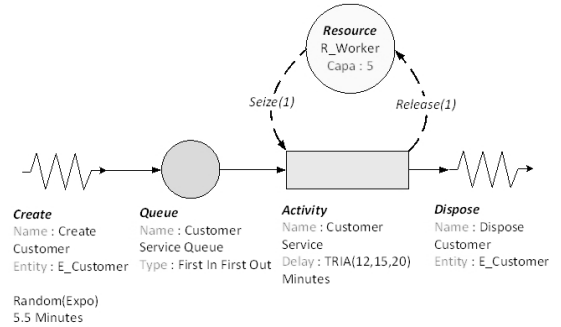 Resource
R_Worker
Capa : 5
Seize(1)
Release(1)
Create
Name : Create
Customer
Entity : E_Customer
Random(Expo)
5.5 Minutes
Queue
Name : Customer
Service Queue
Type : First In First Out
Activity
Name : Customer
Service
Delay : TRIA(12,15,20)
Minutes
Dispose
Name : Dispose
Customer
Entity : E_Customer